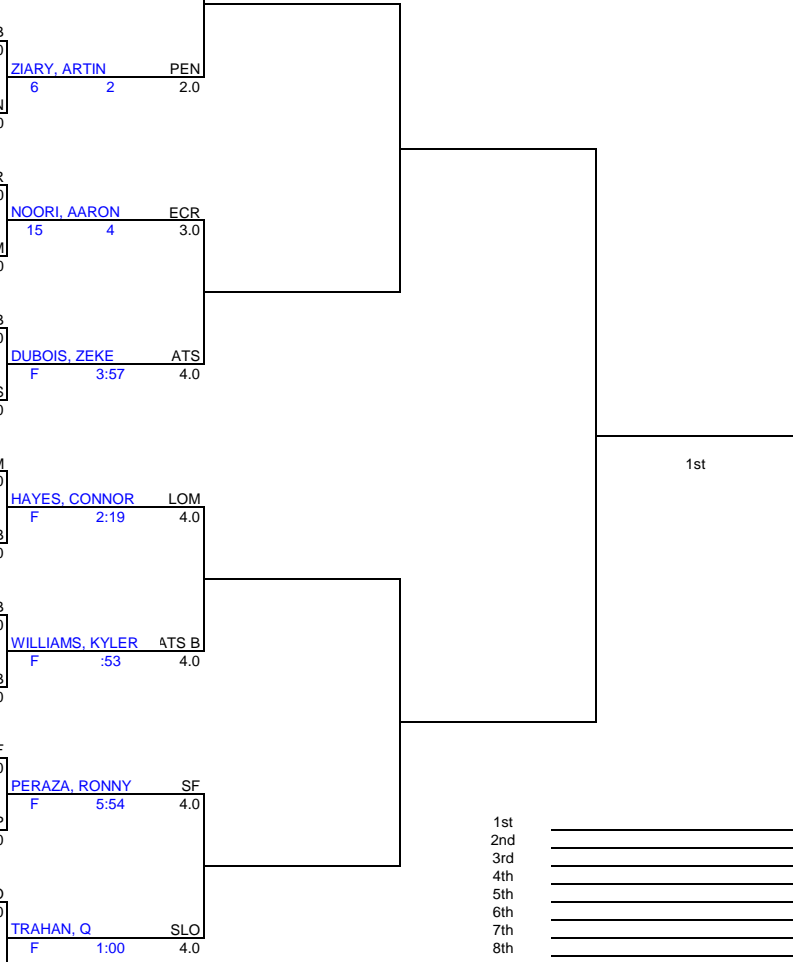 ZIARY, ARTIN PEN
6 2 2.0
NOORI, AARON ECR
15 4 3.0
DUBOIS, ZEKE ATS
F 3:57 4.0
1st
HAYES, CONNOR LOM
F 2:19 4.0
WILLIAMS, KYLER ATS B
F :53 4.0
PERAZA, RONNY SF
F 5:54 4.0
1st
2nd
3rd
4th
5th
6th
7th
8th
TRAHAN, Q SLO
F 1:00 4.0